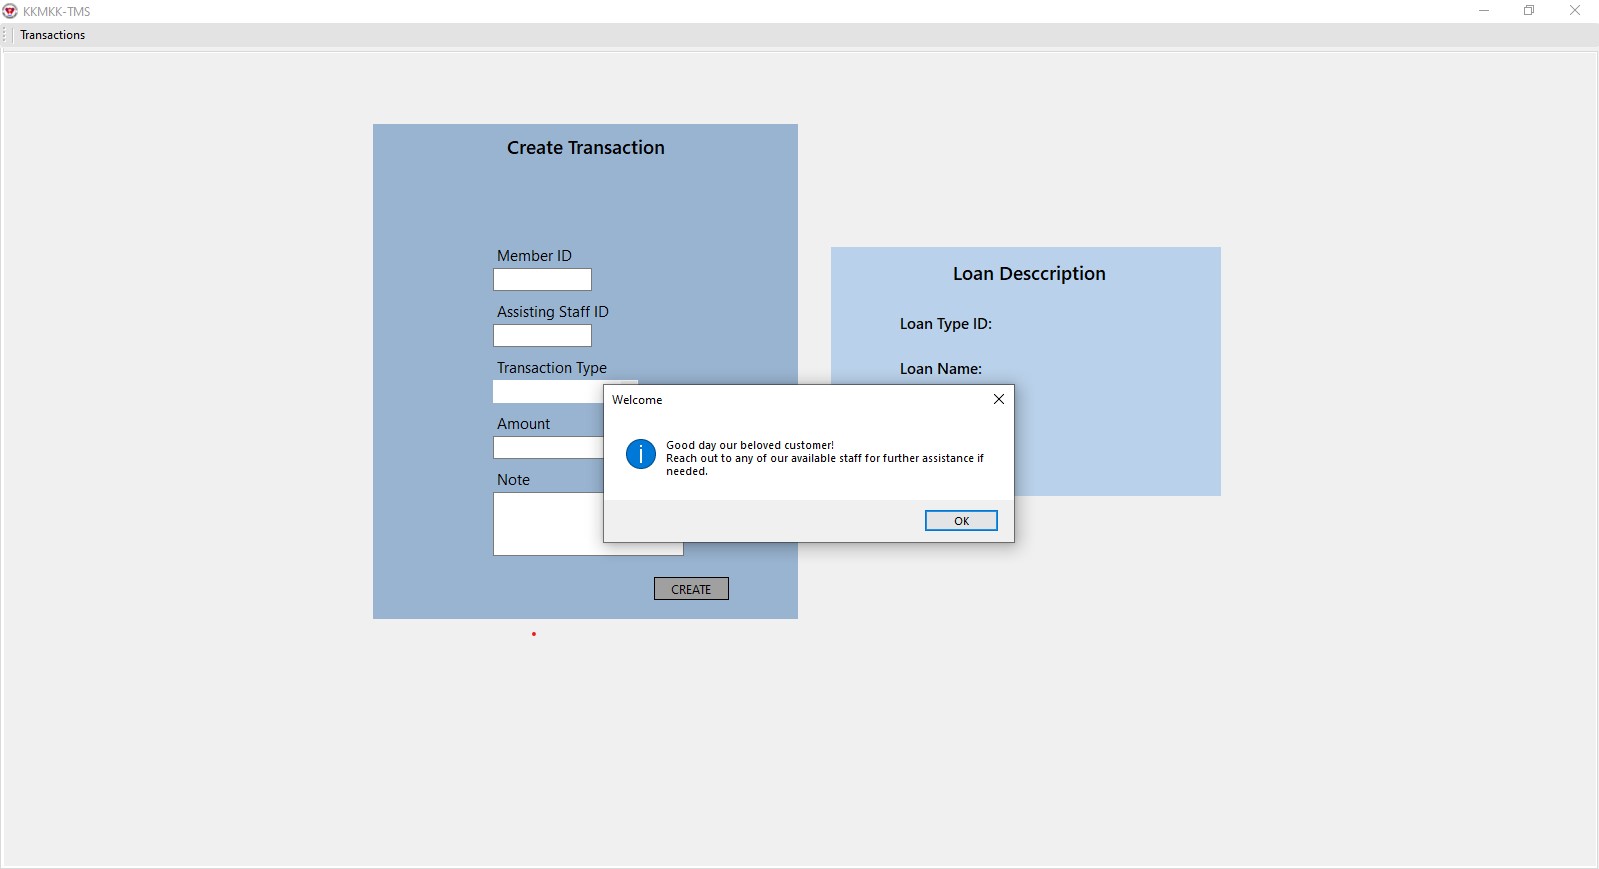 KKMKK-TMS
Transactions
Create Transaction
Member ID
Assisting Staff ID
Transaction Type
Amount
Note
CREATE
Loan Desccription
Loan Type ID:
Loan Name:
Welcome
Good day our beloved customer!
Reach out to any of our available staff for further assistance if
needed.
OK